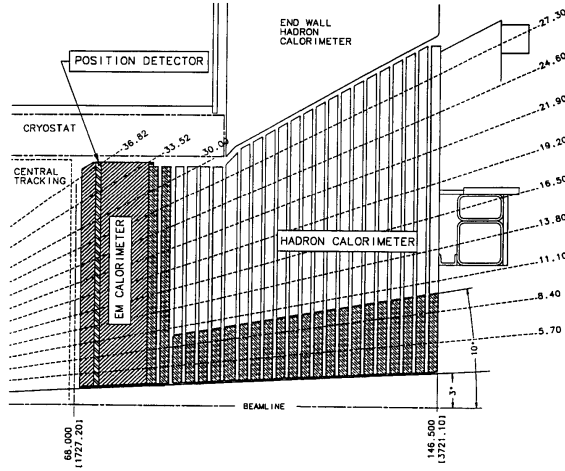 END WALL
HADRON
CALORIMETER
POSITION DETECTOR
CRYOSTAT
CENTRAL
TRACKING
EM CALORIMETER
HADRON CALORIMETER
36.82
33.52
30.00
27.30
24.60
21.90
19.20
16.50
13.80
11.10
8.40
5.70
10°
3°
BEAMLINE
68.000
[1727.20]
146.500
[3721.10]